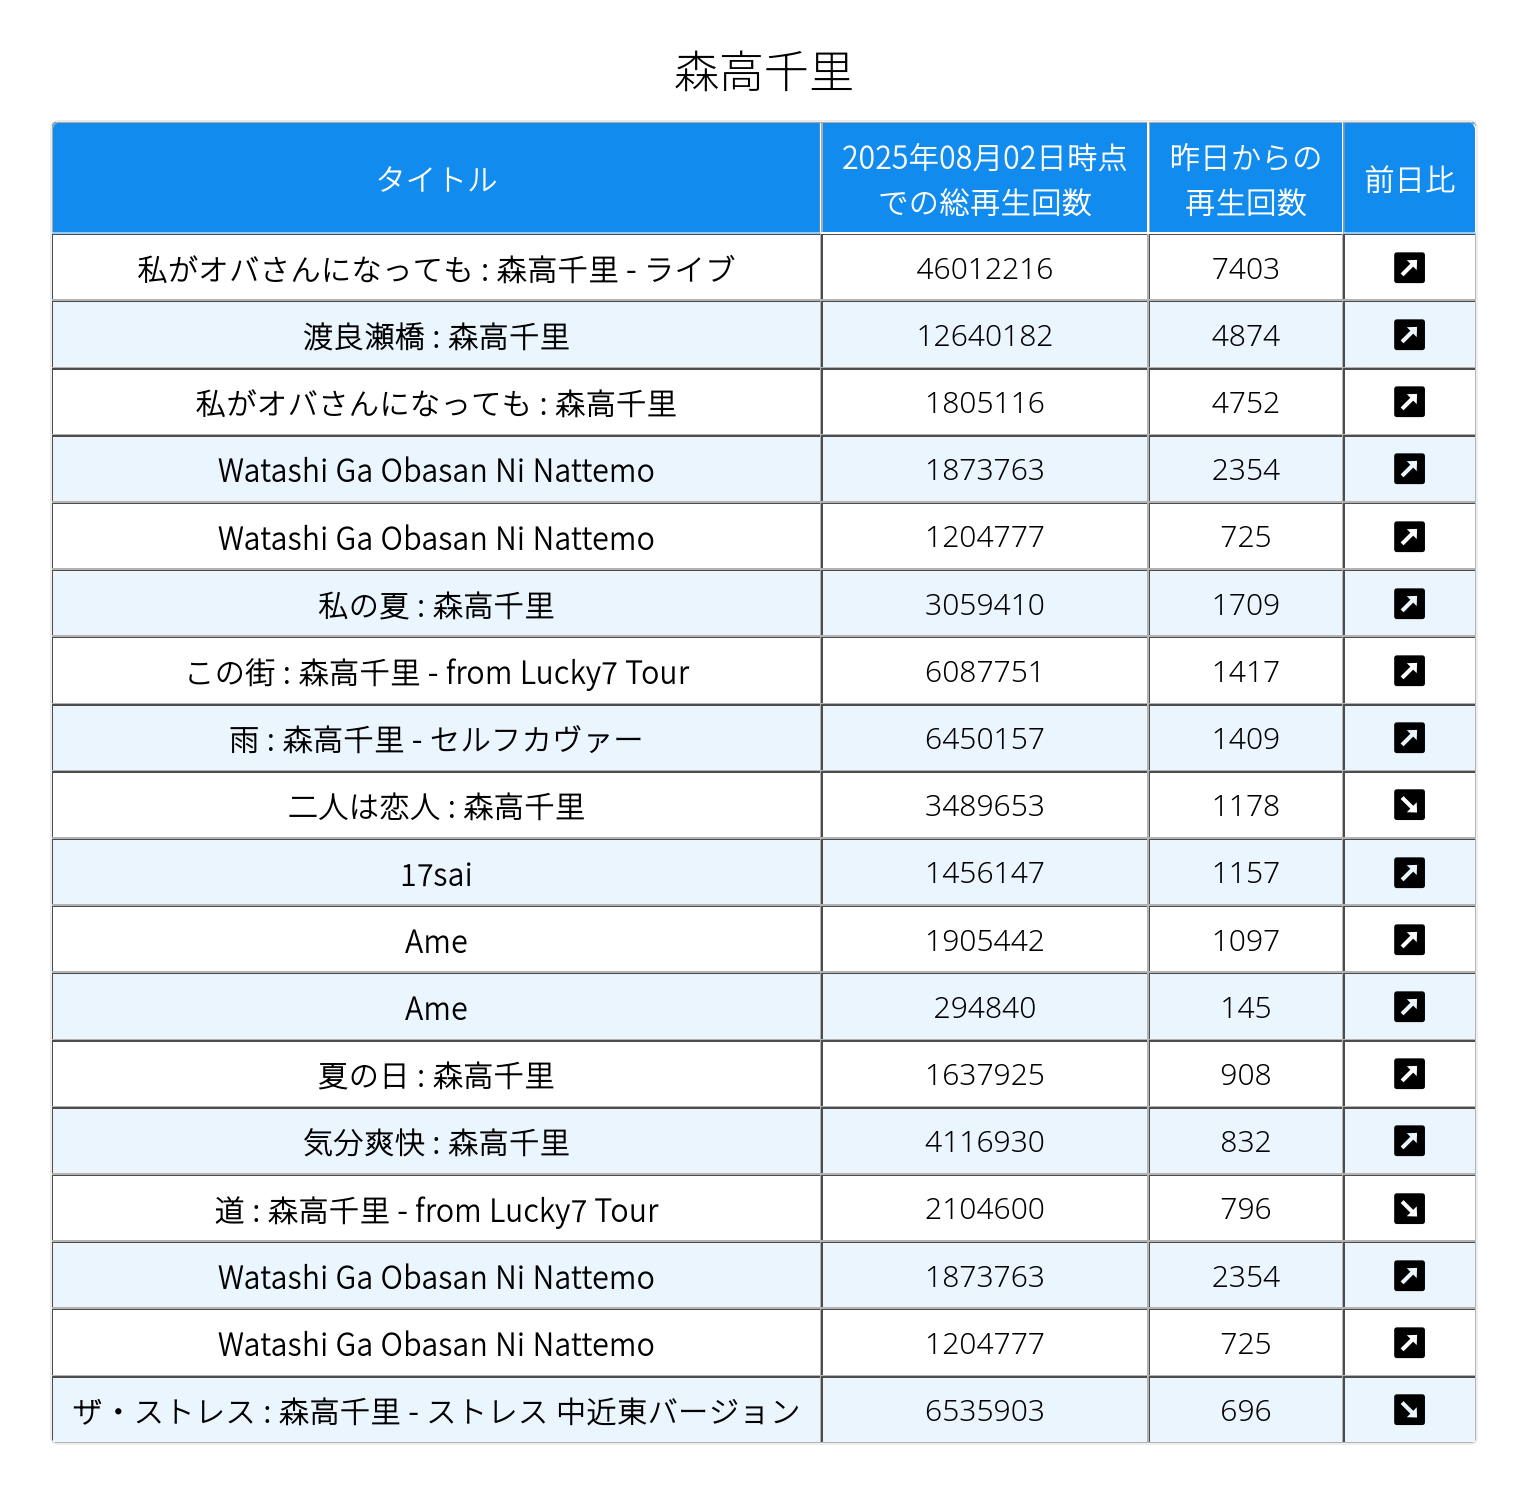 森高千里
タイトル 2025年08月02日時点での総再生回数 昨日からの再生回数 前日比
私がオバさんになっても : 森高千里 - ライブ 46012216 7403 ↗
渡良瀬橋 : 森高千里 12640182 4874 ↗
私がオバさんになっても : 森高千里 1805116 4752 ↗
Watashi Ga Obasan Ni Nattemo 1873763 2354 ↗
Watashi Ga Obasan Ni Nattemo 1204777 725 ↗
私の夏 : 森高千里 3059410 1709 ↗
この街 : 森高千里 - from Lucky7 Tour 6087751 1417 ↗
雨 : 森高千里 - セルフカヴァー 6450157 1409 ↗
二人は恋人 : 森高千里 3489653 1178 ↘
17sai 1456147 1157 ↗
Ame 1905442 1097 ↗
Ame 294840 145 ↗
夏の日 : 森高千里 1637925 908 ↗
気分爽快 : 森高千里 4116930 832 ↗
道 : 森高千里 - from Lucky7 Tour 2104600 796 ↘
Watashi Ga Obasan Ni Nattemo 1873763 2354 ↗
Watashi Ga Obasan Ni Nattemo 1204777 725 ↗
ザ・ストレス : 森高千里 - ストレス 中近東バージョン 6535903 696 ↘